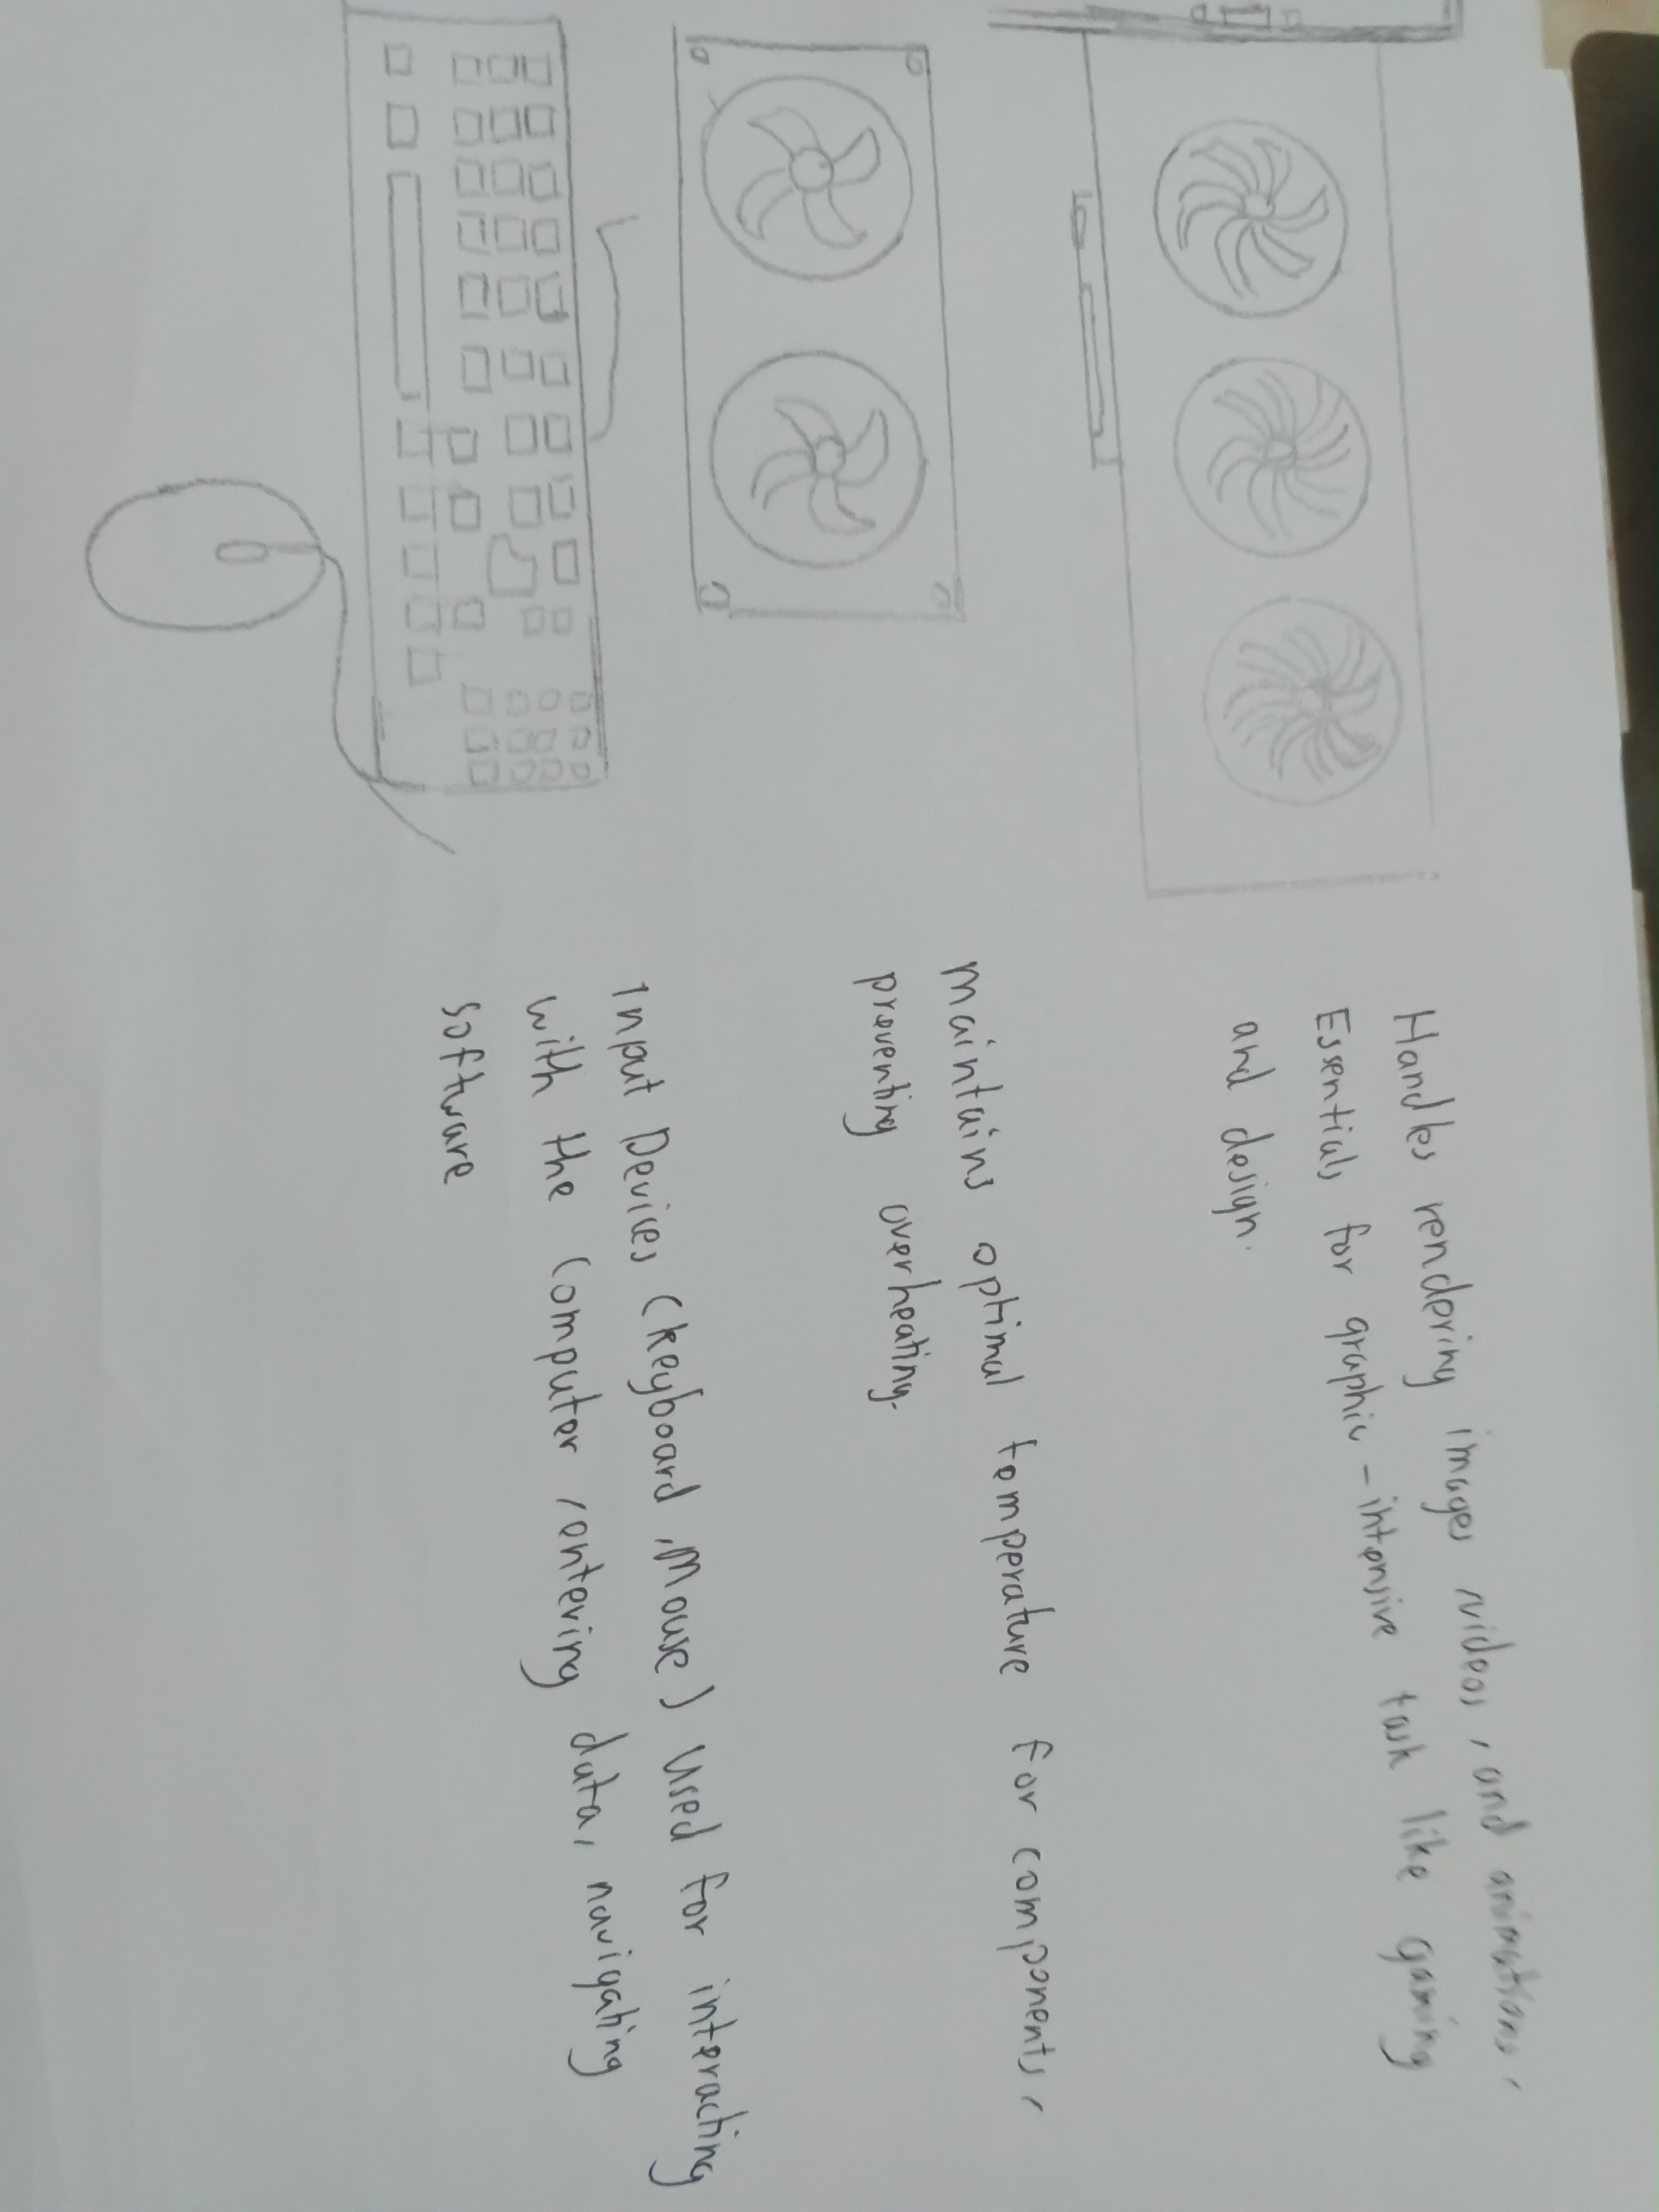 Handles rendering images, videos, and animations.
Essentials for graphic-intensive task like gaming
and design.
maintains optimal temperature for components,
preventing overheating.
Input Devices (keyboard, Mouse) Used for interacting
with the Computer, entering data, navigating
software